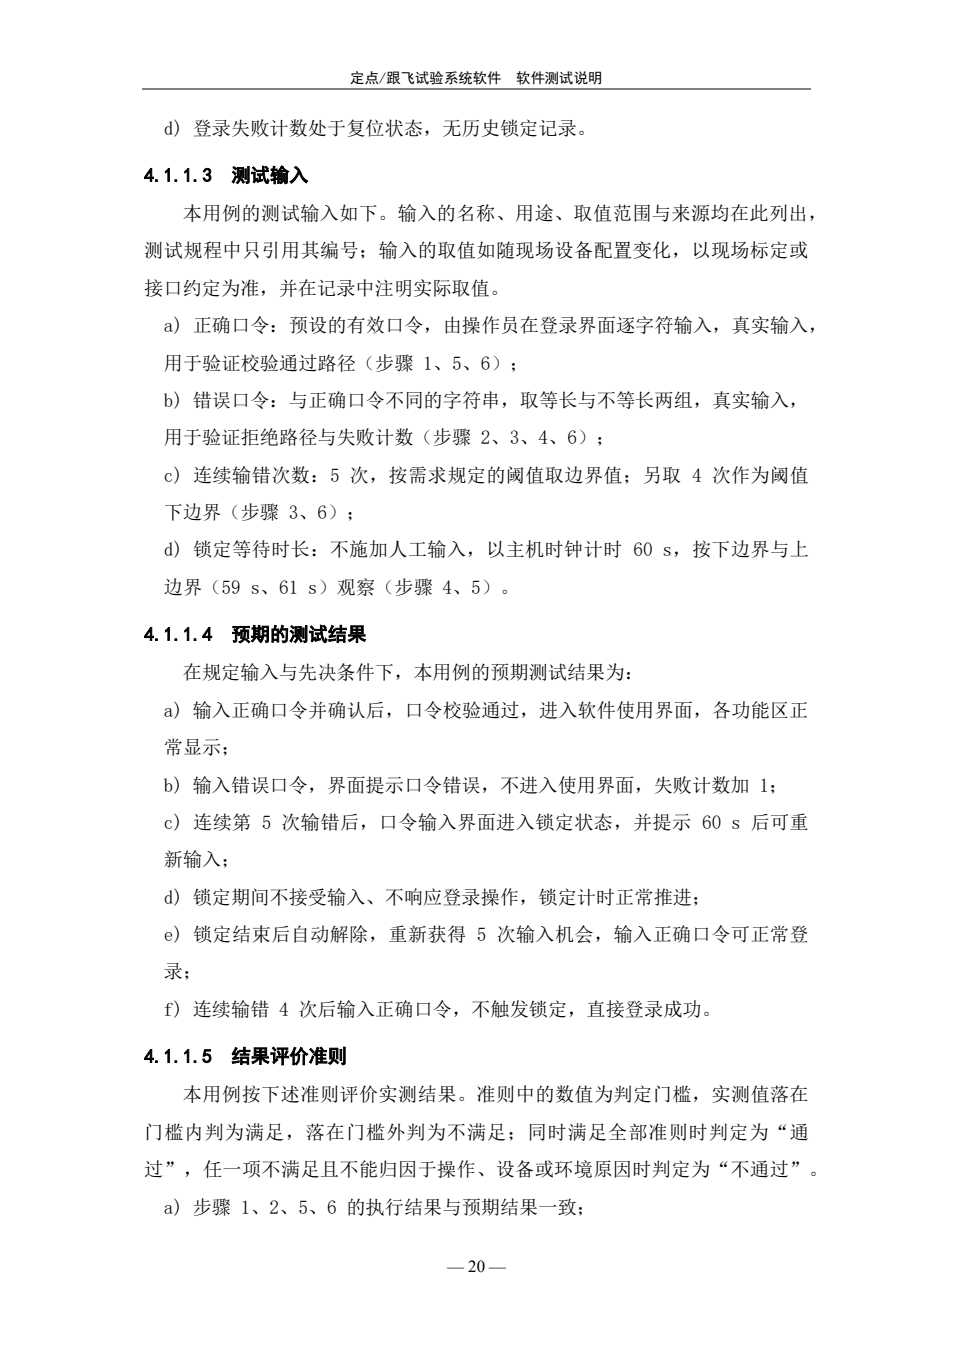 定点/跟飞试验系统软件　软件测试说明
d) 登录失败计数处于复位状态，无历史锁定记录。
4.1.1.3 测试输入
本用例的测试输入如下。输入的名称、用途、取值范围与来源均在此列出，
测试规程中只引用其编号；输入的取值如随现场设备配置变化，以现场标定或
接口约定为准，并在记录中注明实际取值。
a) 正确口令：预设的有效口令，由操作员在登录界面逐字符输入，真实输入，
用于验证校验通过路径（步骤 1、5、6）；
b) 错误口令：与正确口令不同的字符串，取等长与不等长两组，真实输入，
用于验证拒绝路径与失败计数（步骤 2、3、4、6）；
c) 连续输错次数：5 次，按需求规定的阈值取边界值；另取 4 次作为阈值
下边界（步骤 3、6）；
d) 锁定等待时长：不施加人工输入，以主机时钟计时 60 s，按下边界与上
边界（59 s、61 s）观察（步骤 4、5）。
4.1.1.4 预期的测试结果
在规定输入与先决条件下，本用例的预期测试结果为：
a) 输入正确口令并确认后，口令校验通过，进入软件使用界面，各功能区正
常显示；
b) 输入错误口令，界面提示口令错误，不进入使用界面，失败计数加 1；
c) 连续第 5 次输错后，口令输入界面进入锁定状态，并提示 60 s 后可重
新输入；
d) 锁定期间不接受输入、不响应登录操作，锁定计时正常推进；
e) 锁定结束后自动解除，重新获得 5 次输入机会，输入正确口令可正常登
录；
f) 连续输错 4 次后输入正确口令，不触发锁定，直接登录成功。
4.1.1.5 结果评价准则
本用例按下述准则评价实测结果。准则中的数值为判定门槛，实测值落在
门槛内判为满足，落在门槛外判为不满足；同时满足全部准则时判定为“通
过”，任一项不满足且不能归因于操作、设备或环境原因时判定为“不通过”。
a) 步骤 1、2、5、6 的执行结果与预期结果一致；
— 20 —